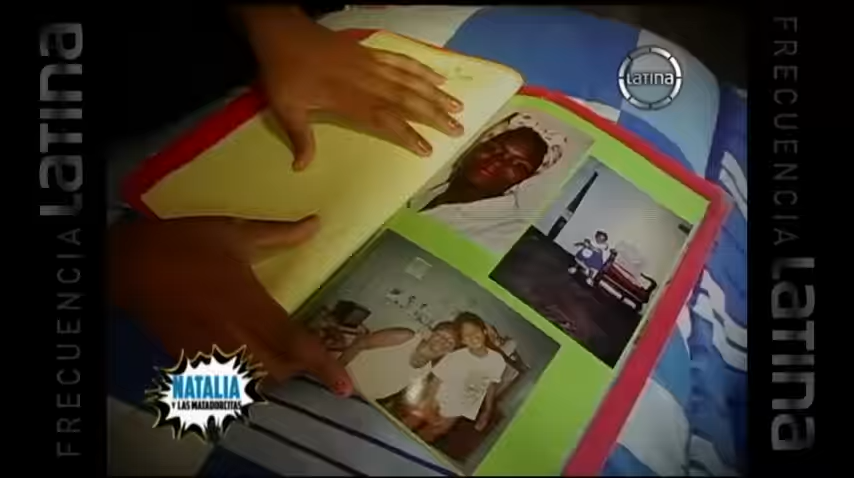 FRECUENCIA LATINA
LATINA
NATALIA
Y LAS MATADORCITAS
FRECUENCIA LATINA